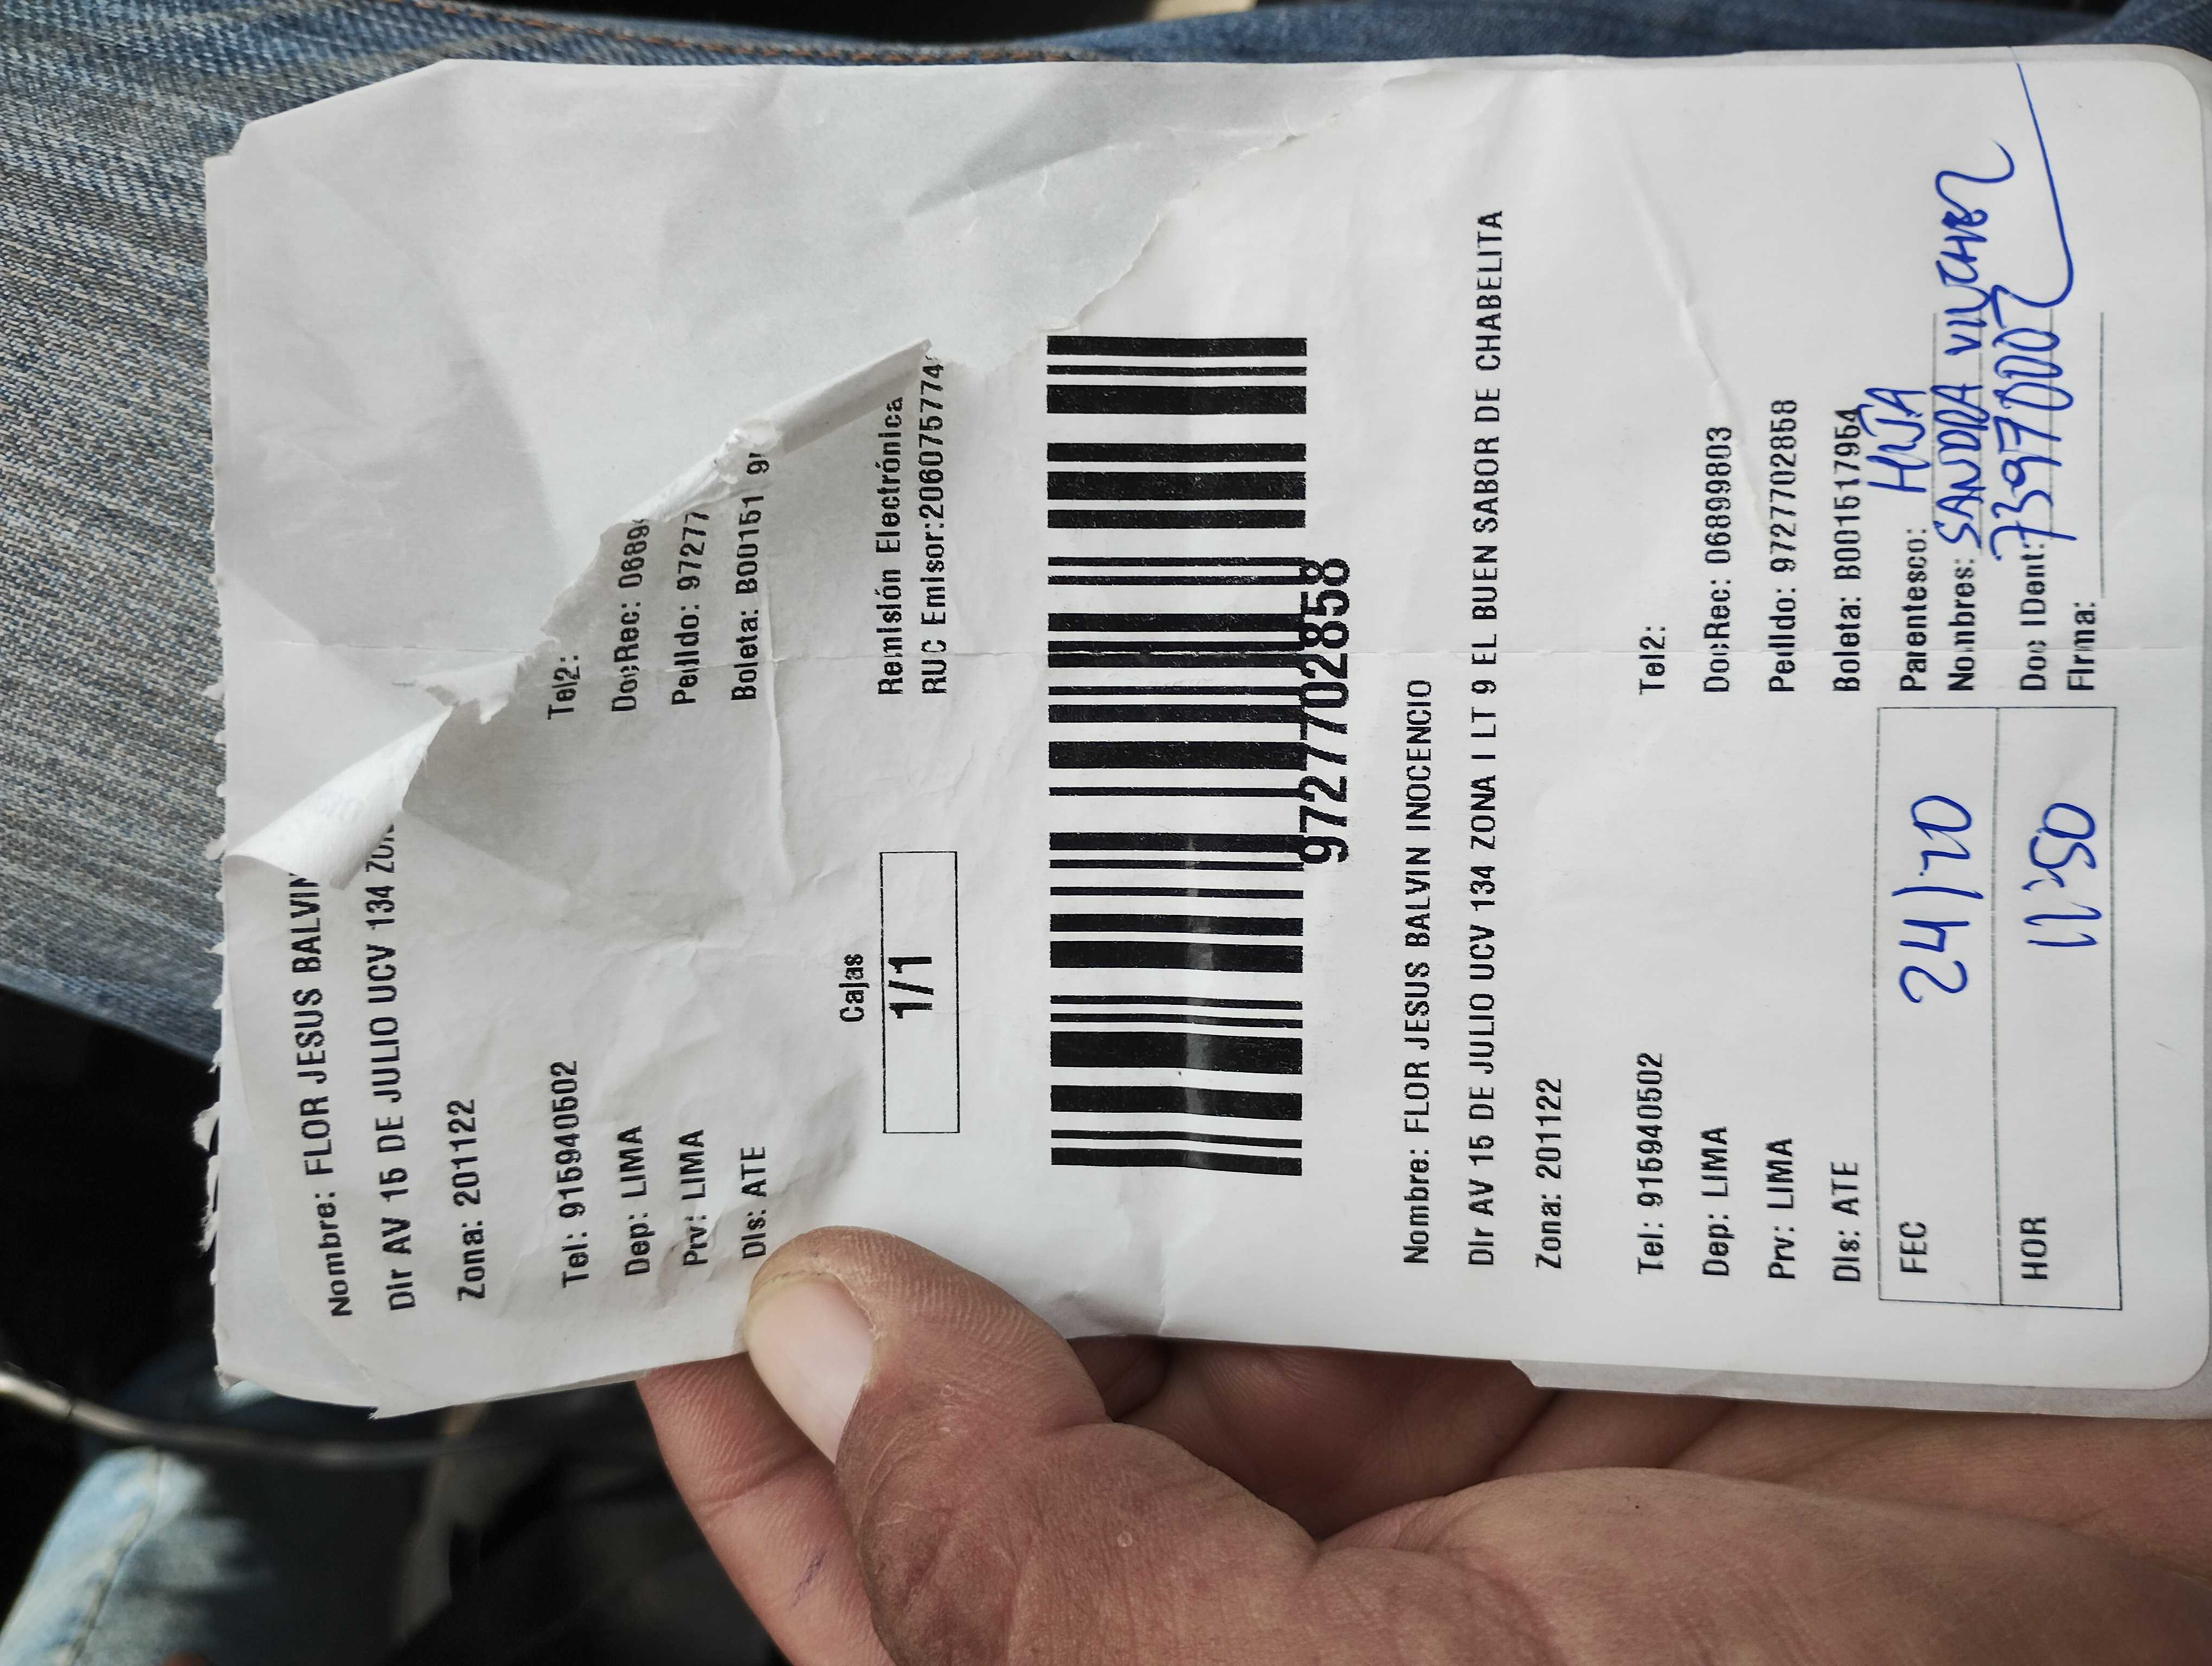 Nombre: FLOR JESUS BALVIN
Dir AV 15 DE JULIO UCV 134
Zona: 201122
Tel: 915940502 Tel2:
Dep: LIMA DocRec: 0689
Prv: LIMA Pedido: 97277
Dis: ATE Boleta: B00151
Cajas
1/1
Remisión Electrónica
RUC Emisor:206075774
9727702858
Nombre: FLOR JESUS BALVIN INOCENCIO
Dir AV 15 DE JULIO UCV 134 ZONA I LT 9 EL BUEN SABOR DE CHABELITA
Zona: 201122
Tel: 915940502 Tel2:
Dep: LIMA DocRec: 06899803
Prv: LIMA Pedido: 9727702858
Dis: ATE Boleta: B001517954
FEC 24/10
HOR 11:50
Parentesco: HIJA
Nombres: SANDRA VILCHEZ
Doc IDent:
Firma: